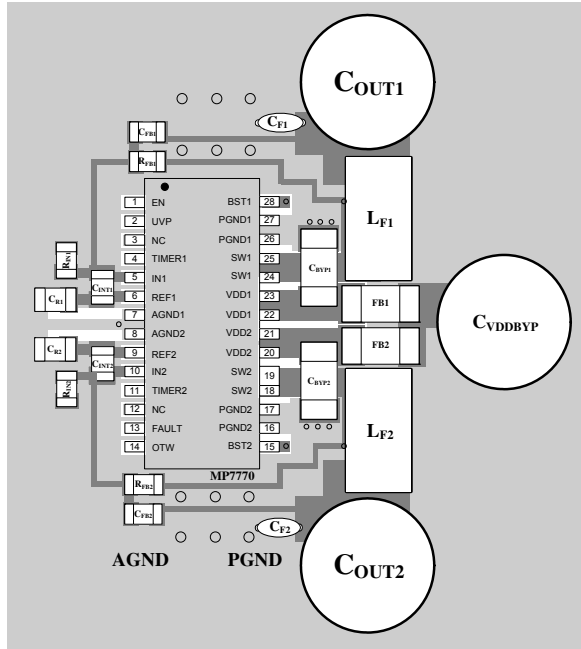 COUT1
CF1
CFB1
RFB1
LF1
1 EN BST1 28
2 UVP PGND1 27
3 NC PGND1 26
4 TIMER1 SW1 25
5 IN1 SW1 24
6 REF1 VDD1 23
7 AGND1 VDD1 22
8 AGND2 VDD2 21
9 REF2 VDD2 20
10 IN2 SW2 19
11 TIMER2 SW2 18
12 NC PGND2 17
13 FAULT PGND2 16
14 OTW BST2 15
MP7770
RIN1
CINT1
CR1
CR2
CINT2
RIN2
CBYP1
CBYP2
FB1
FB2
CVDDBYP
LF2
RFB2
CFB2
CF2
AGND PGND
COUT2